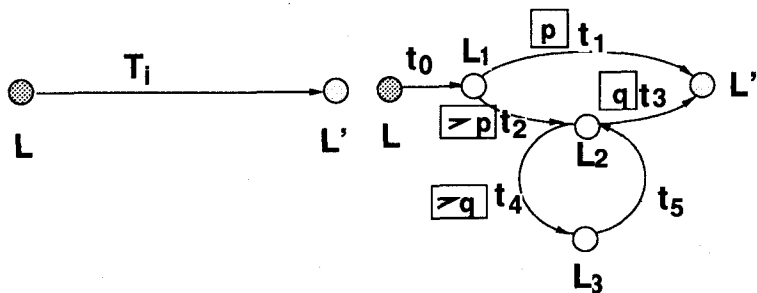 p t₁
t₀ L₁
Tᵢ q t₃ L'
¬p t₂
L L' L L₂
¬q t₄ t₅
L₃